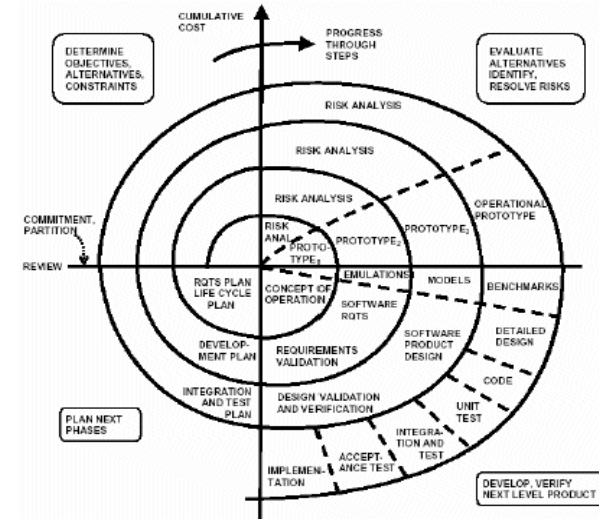 CUMULATIVE
COST
PROGRESS
THROUGH
STEPS
DETERMINE
OBJECTIVES,
ALTERNATIVES,
CONSTRAINTS
EVALUATE
ALTERNATIVES
IDENTIFY,
RESOLVE RISKS
RISK ANALYSIS
RISK ANALYSIS
RISK ANALYSIS
RISK
ANAL.
PROTO-
TYPE1
PROTOTYPE2
PROTOTYPE3
OPERATIONAL
PROTOTYPE
COMMITMENT,
PARTITION
REVIEW
EMULATIONS
MODELS
BENCHMARKS
RQTS PLAN
LIFE CYCLE
PLAN
CONCEPT OF
OPERATION
SOFTWARE
RQTS
SOFTWARE
PRODUCT
DESIGN
DETAILED
DESIGN
DEVELOP-
MENT PLAN
REQUIREMENTS
VALIDATION
CODE
INTEGRATION
AND TEST
PLAN
DESIGN VALIDATION
AND VERIFICATION
UNIT
TEST
INTEGRA-
TION AND
TEST
ACCEPT-
ANCE TEST
IMPLEMEN-
TATION
PLAN NEXT
PHASES
DEVELOP, VERIFY
NEXT LEVEL PRODUCT